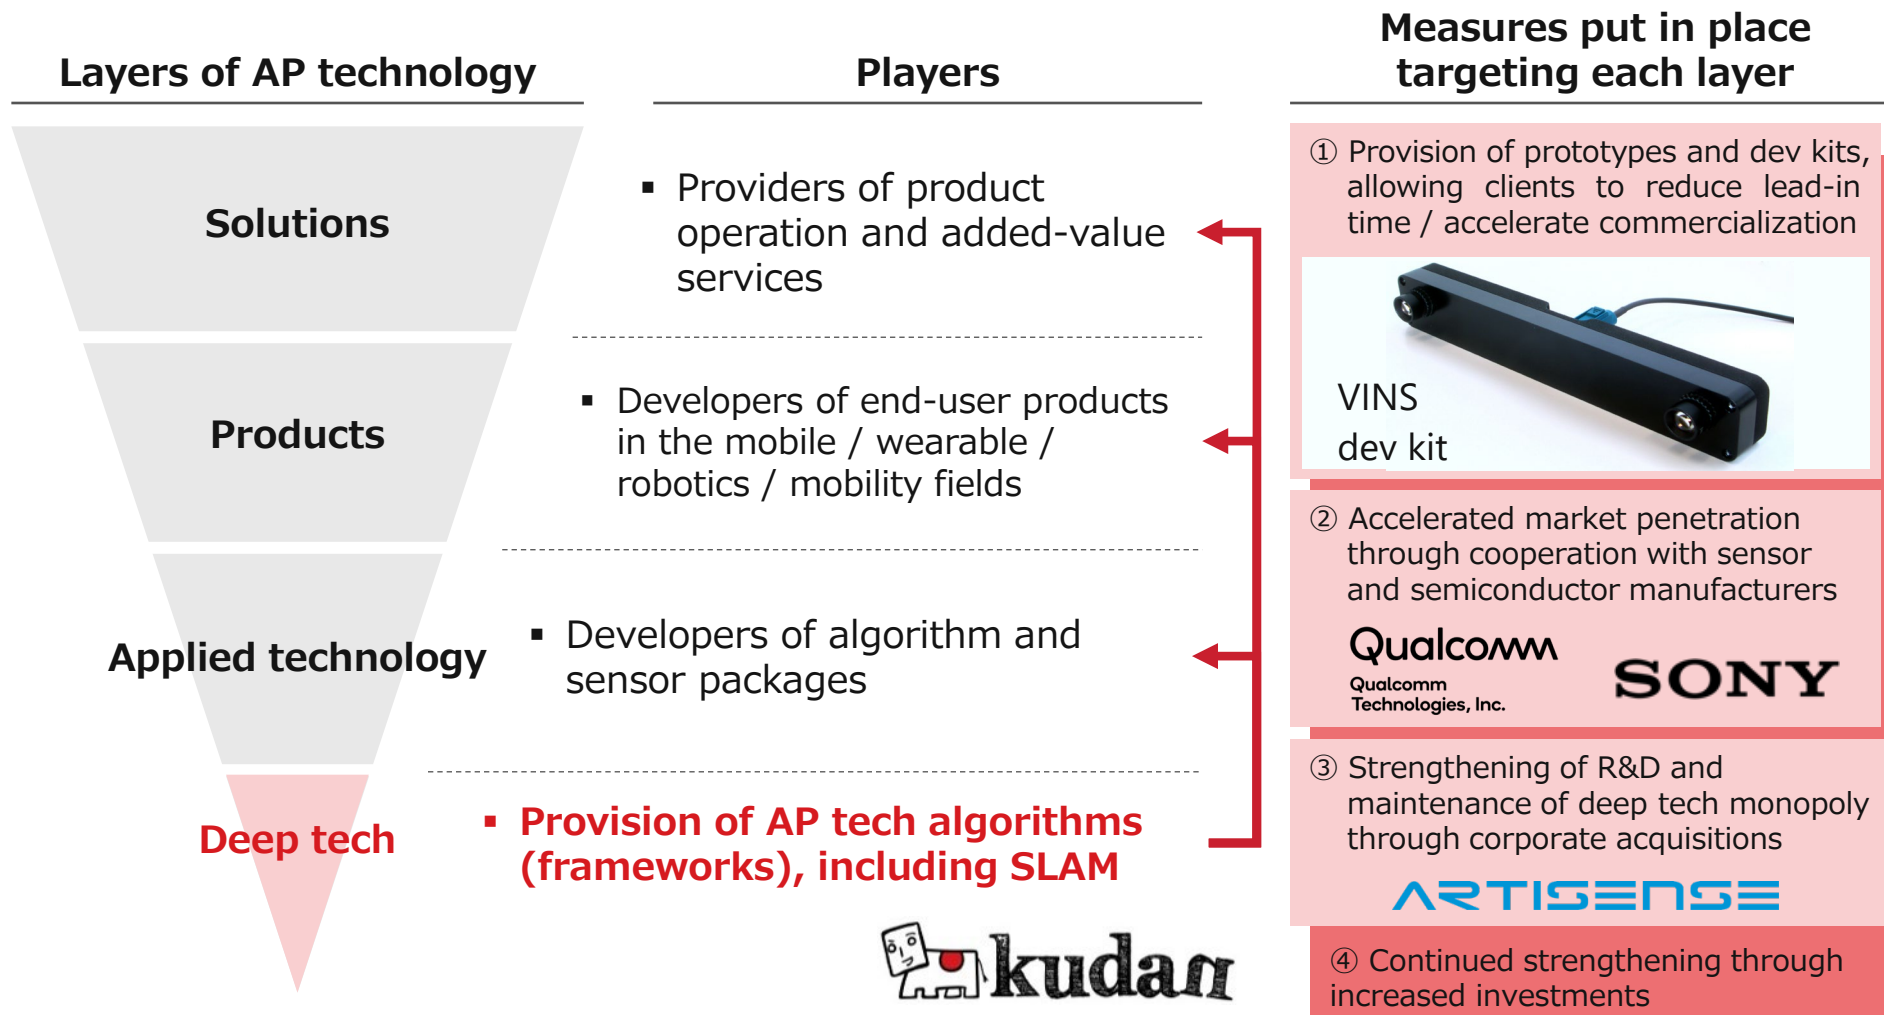 Layers of AP technology
Solutions
Products
Applied technology
Deep tech
Players
▪ Providers of product
operation and added-value
services
▪ Developers of end-user products
in the mobile / wearable /
robotics / mobility fields
▪ Developers of algorithm and
sensor packages
▪ Provision of AP tech algorithms
(frameworks), including SLAM
kudan
Measures put in place
targeting each layer
① Provision of prototypes and dev kits,
allowing clients to reduce lead-in
time / accelerate commercialization
VINS
dev kit
② Accelerated market penetration
through cooperation with sensor
and semiconductor manufacturers
Qualcomm
Qualcomm
Technologies, Inc.
SONY
③ Strengthening of R&D and
maintenance of deep tech monopoly
through corporate acquisitions
ARTISENSE
④ Continued strengthening through
increased investments